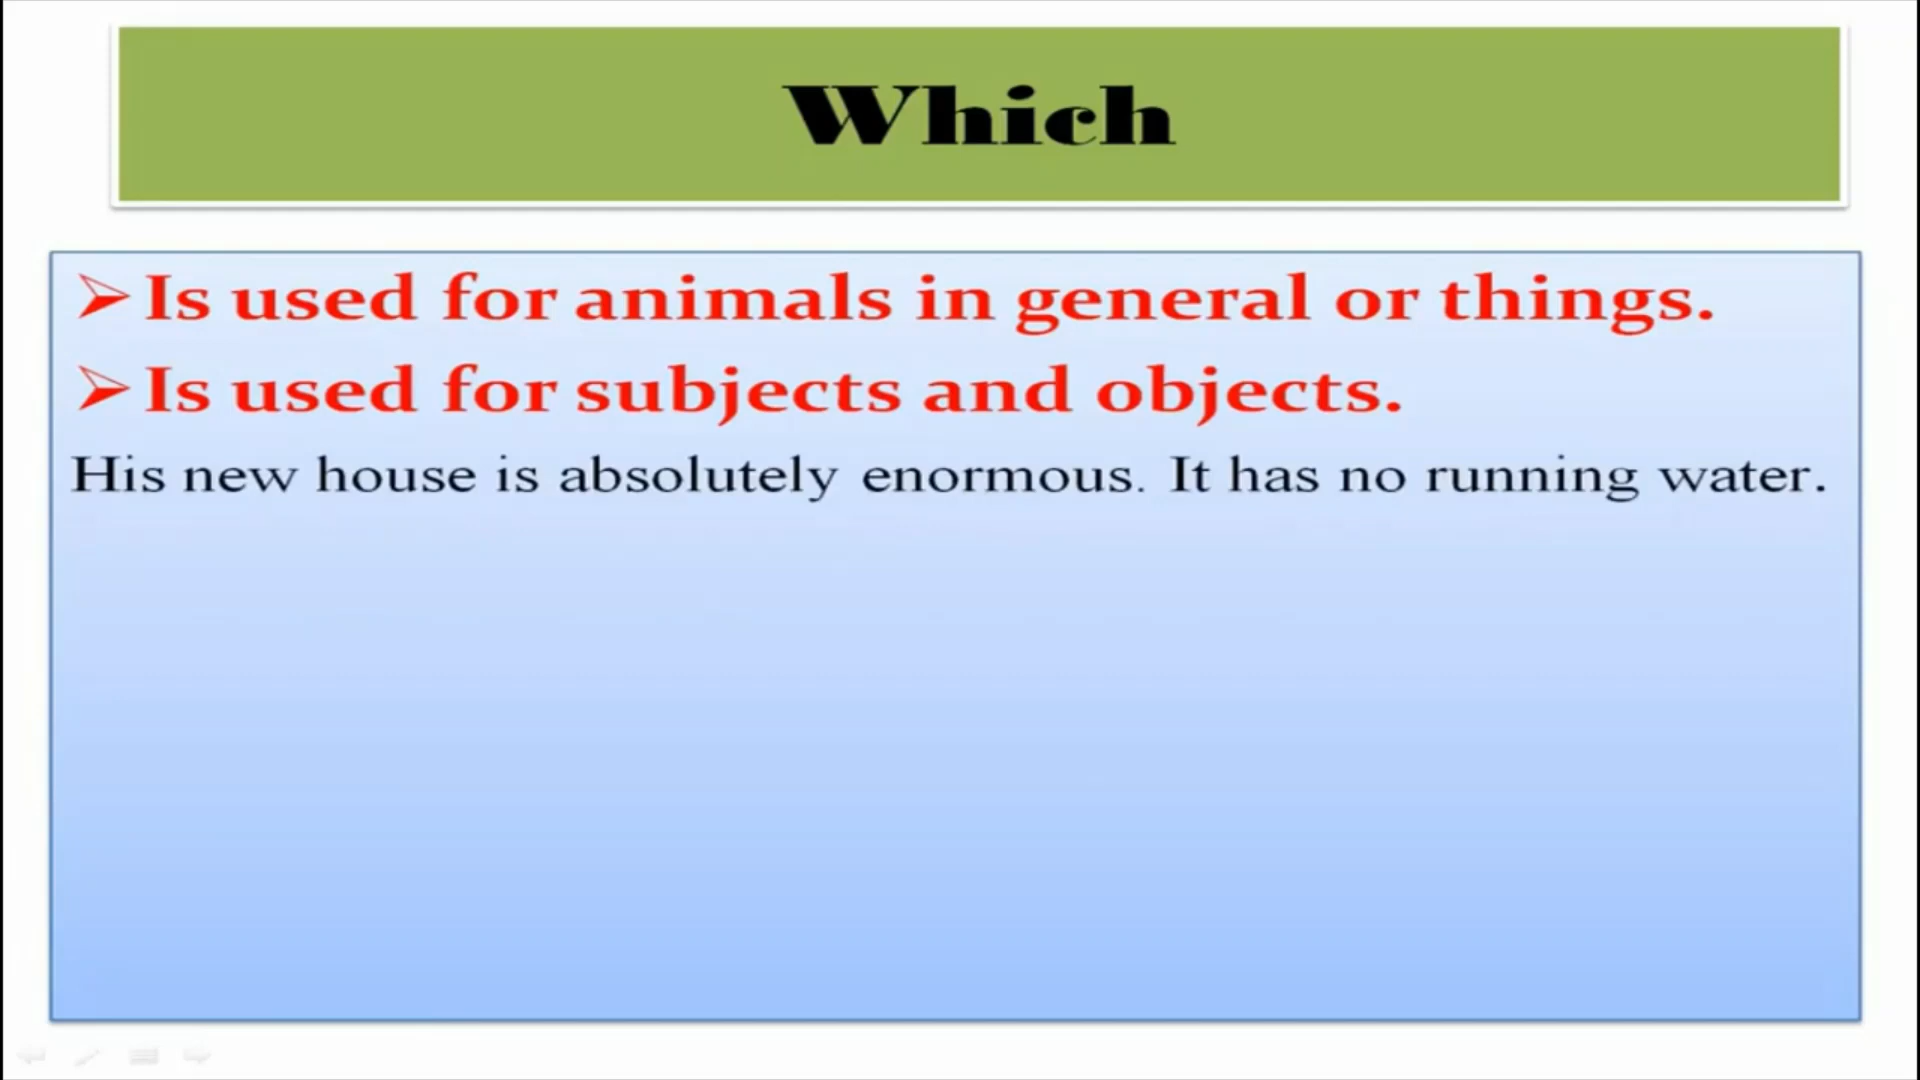 Which
Is used for animals in general or things.
Is used for subjects and objects.
His new house is absolutely enormous. It has no running water.